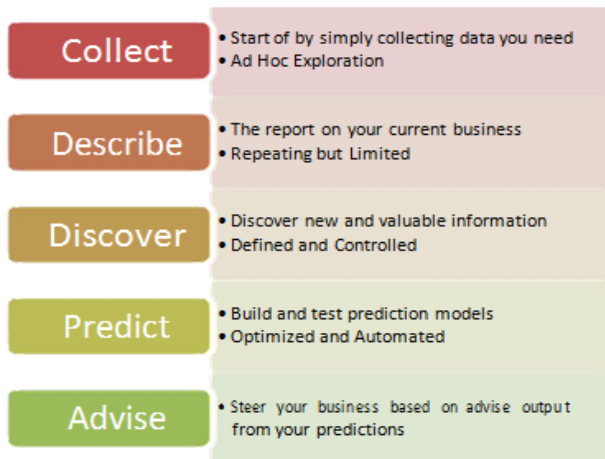 Collect
• Start of by simply collecting data you need
• Ad Hoc Exploration
Describe
• The report on your current business
• Repeating but Limited
Discover
• Discover new and valuable information
• Defined and Controlled
Predict
• Build and test prediction models
• Optimized and Automated
Advise
• Steer your business based on advise output
from your predictions